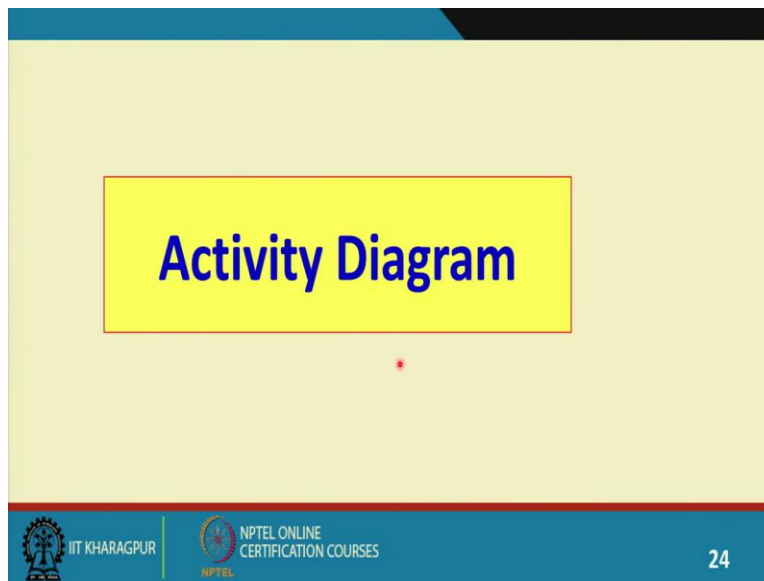 Activity Diagram
IIT KHARAGPUR
NPTEL
NPTEL ONLINE
CERTIFICATION COURSES
24